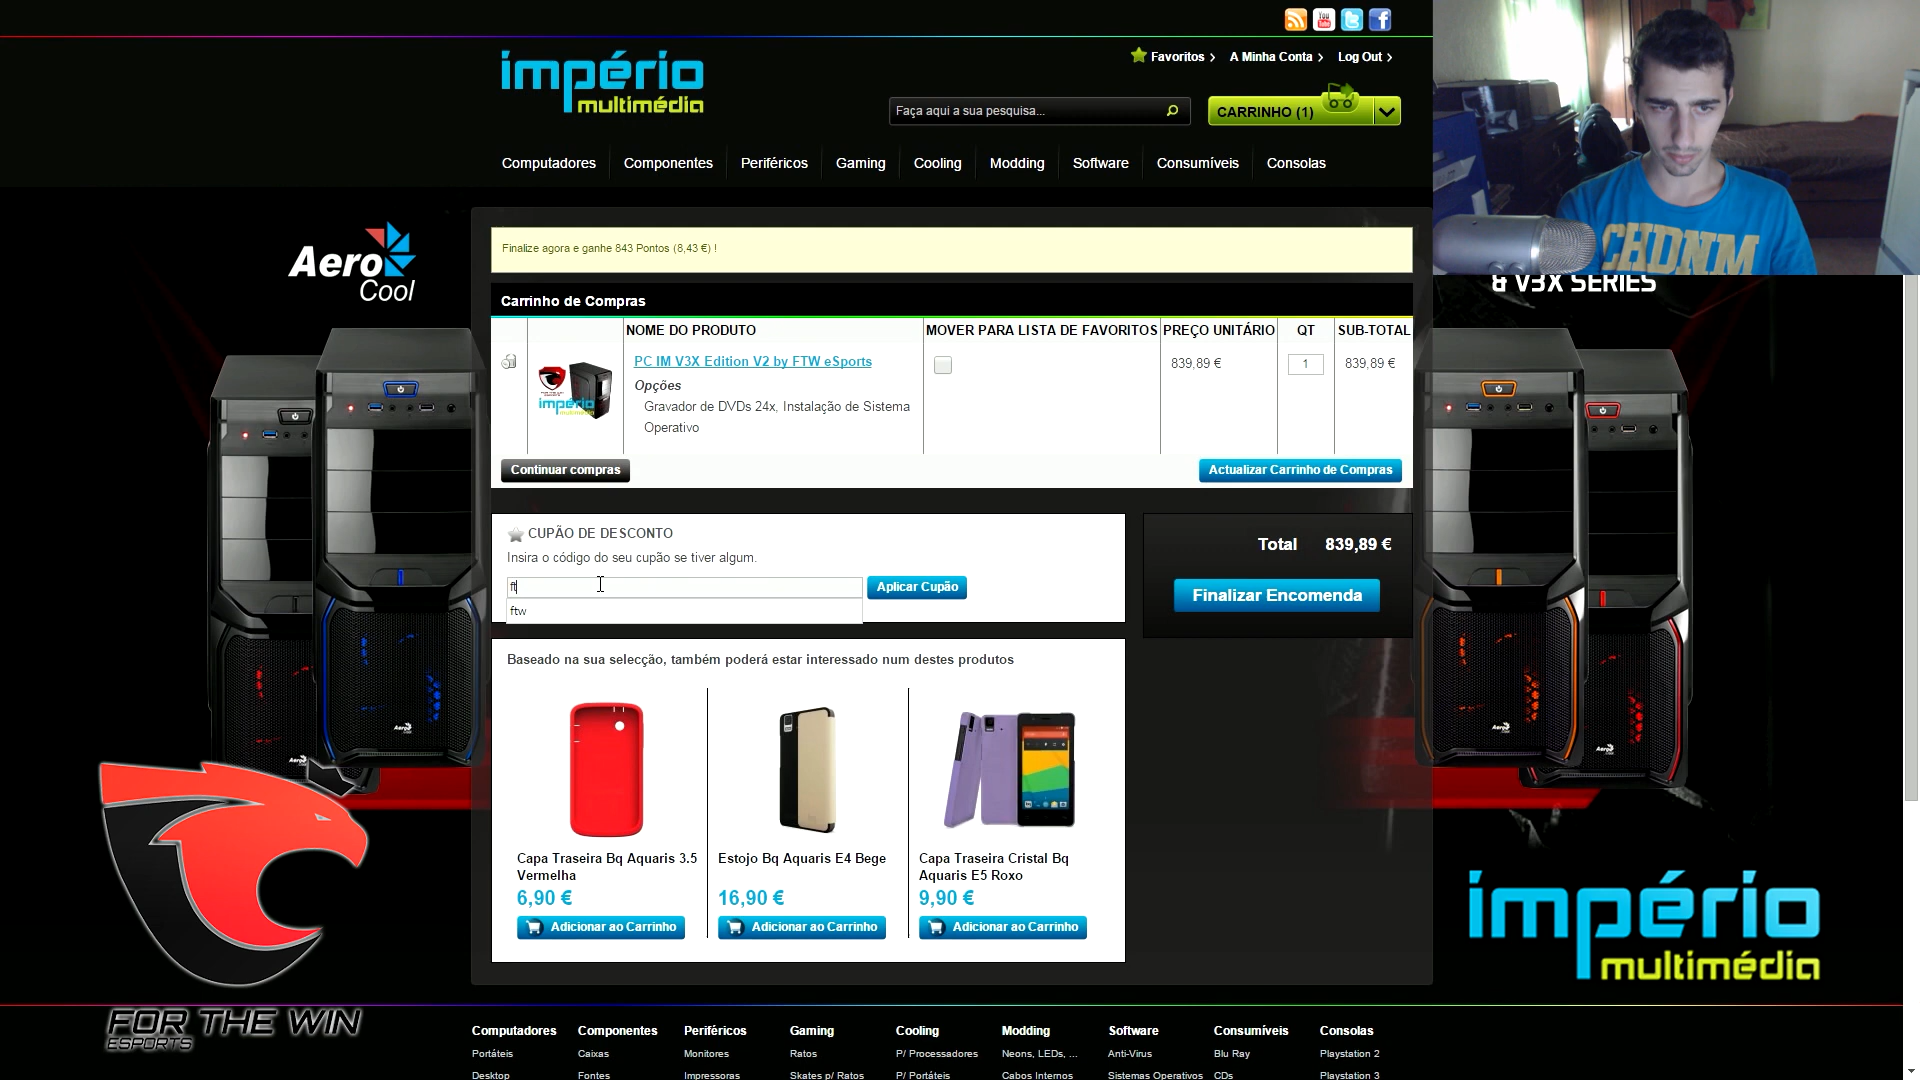 império
multimédia
Favoritos
A Minha Conta
Log Out
Faça aqui a sua pesquisa...
CARRINHO (1)
Computadores
Componentes
Periféricos
Gaming
Cooling
Modding
Software
Consumíveis
Consolas
CHDNM
Aero
Cool
& V3X SERIES
Finalize agora e ganhe 843 Pontos (8,43 €) !
Carrinho de Compras
NOME DO PRODUTO
MOVER PARA LISTA DE FAVORITOS
PREÇO UNITÁRIO
QT
SUB-TOTAL
PC IM V3X Edition V2 by FTW eSports
839,89 €
1
839,89 €
Opções
Gravador de DVDs 24x, Instalação de Sistema
Operativo
Continuar compras
Actualizar Carrinho de Compras
CUPÃO DE DESCONTO
Insira o código do seu cupão se tiver algum.
ft
Aplicar Cupão
ftw
Total 839,89 €
Finalizar Encomenda
Baseado na sua selecção, também poderá estar interessado num destes produtos
Capa Traseira Bq Aquaris 3.5
Vermelha
6,90 €
Adicionar ao Carrinho
Estojo Bq Aquaris E4 Bege
16,90 €
Adicionar ao Carrinho
Capa Traseira Cristal Bq
Aquaris E5 Roxo
9,90 €
Adicionar ao Carrinho
FOR THE WIN
ESPORTS
império
multimédia
Computadores
Componentes
Periféricos
Gaming
Cooling
Modding
Software
Consumíveis
Consolas
Portáteis
Caixas
Monitores
Ratos
P/ Processadores
Neons, LEDs, ...
Anti-Virus
Blu Ray
Playstation 2
Desktop
Fontes
Impressoras
Skates p/ Ratos
P/ Portáteis
Cabos Internos
Sistemas Operativos
CDs
Playstation 3